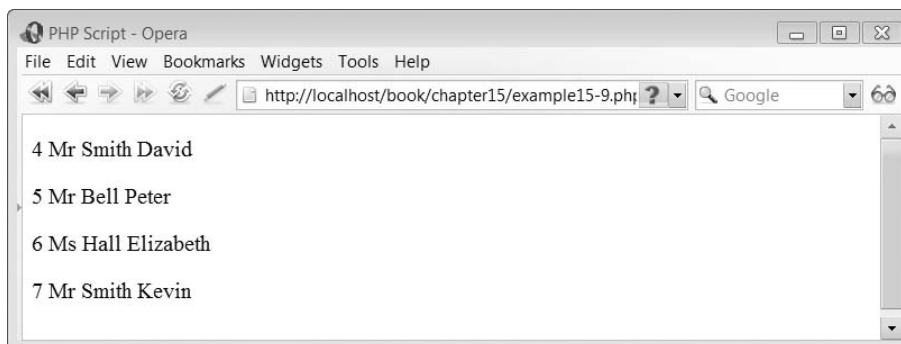 PHP Script - Opera
File Edit View Bookmarks Widgets Tools Help
http://localhost/book/chapter15/example15-9.php ? Google
4 Mr Smith David
5 Mr Bell Peter
6 Ms Hall Elizabeth
7 Mr Smith Kevin